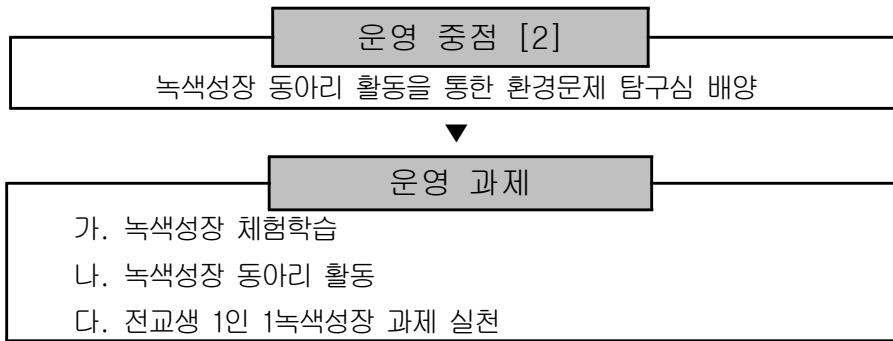 운영 중점 [2]
녹색성장 동아리 활동을 통한 환경문제 탐구심 배양
▼
운영 과제
가. 녹색성장 체험학습
나. 녹색성장 동아리 활동
다. 전교생 1인 1녹색성장 과제 실천